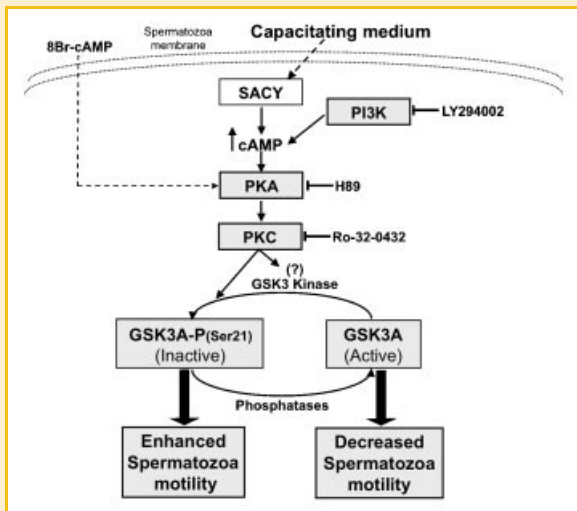 Capacitating medium
8Br-cAMP
Spermatozoa
membrane
SACY
PI3K
LY294002
cAMP
PKA
H89
PKC
Ro-32-0432
(?)
GSK3 Kinase
GSK3A-P(Ser21)
(Inactive)
GSK3A
(Active)
Phosphatases
Enhanced
Spermatozoa
motility
Decreased
Spermatozoa
motility